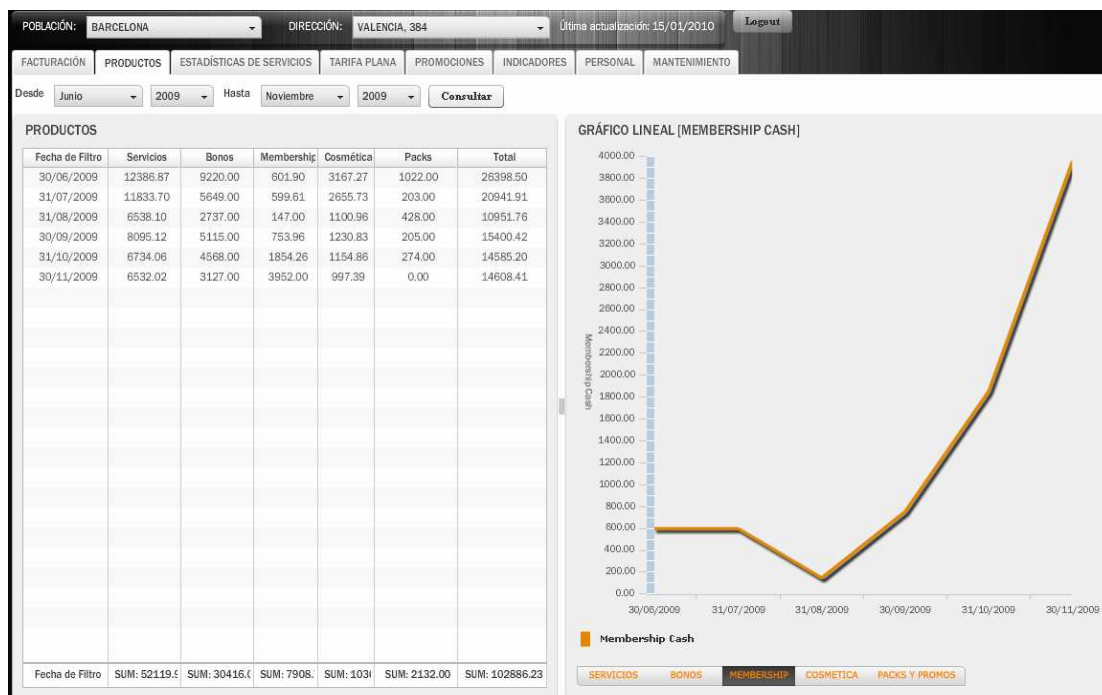 POBLACIÓN: BARCELONA DIRECCIÓN: VALENCIA, 384 Última actualización: 15/01/2010 Logout
FACTURACIÓN PRODUCTOS ESTADÍSTICAS DE SERVICIOS TARIFA PLANA PROMOCIONES INDICADORES PERSONAL MANTENIMIENTO
Desde Junio 2009 Hasta Noviembre 2009 Consultar
PRODUCTOS
Fecha de Filtro Servicios Bonos Membership Cosmética Packs Total
30/06/2009 12386.87 9220.00 601.90 3167.27 1022.00 26398.50
31/07/2009 11833.70 5649.00 599.61 2655.73 203.00 20941.91
31/08/2009 6538.10 2737.00 147.00 1100.96 428.00 10951.76
30/09/2009 8095.12 5115.00 753.96 1230.83 205.00 15400.42
31/10/2009 6734.06 4568.00 1854.26 1154.86 274.00 14585.20
30/11/2009 6532.02 3127.00 3952.00 997.39 0.00 14608.41
Fecha de Filtro SUM: 52119.9 SUM: 30416.0 SUM: 7908. SUM: 1030 SUM: 2132.00 SUM: 102886.23
GRÁFICO LINEAL [MEMBERSHIP CASH]
4000.00
3800.00
3600.00
3400.00
3200.00
3000.00
2800.00
2600.00
2400.00
2200.00
2000.00
1800.00
1600.00
1400.00
1200.00
1000.00
800.00
600.00
400.00
200.00
0.00
Membership Cash
30/06/2009 31/07/2009 31/08/2009 30/09/2009 31/10/2009 30/11/2009
Membership Cash
SERVICIOS BONOS MEMBERSHIP COSMETICA PACKS Y PROMOS